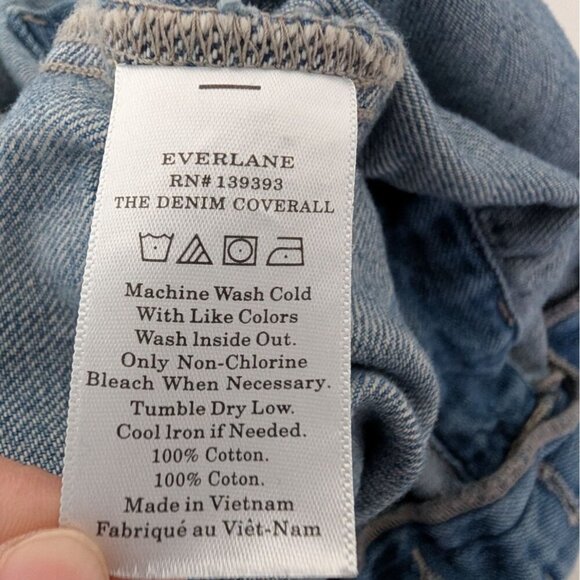 EVERLANE
RN# 139393
THE DENIM COVERALL
Machine Wash Cold
With Like Colors
Wash Inside Out.
Only Non-Chlorine
Bleach When Necessary.
Tumble Dry Low.
Cool Iron if Needed.
100% Cotton.
100% Coton.
Made in Vietnam
Fabriqué au Viêt-Nam